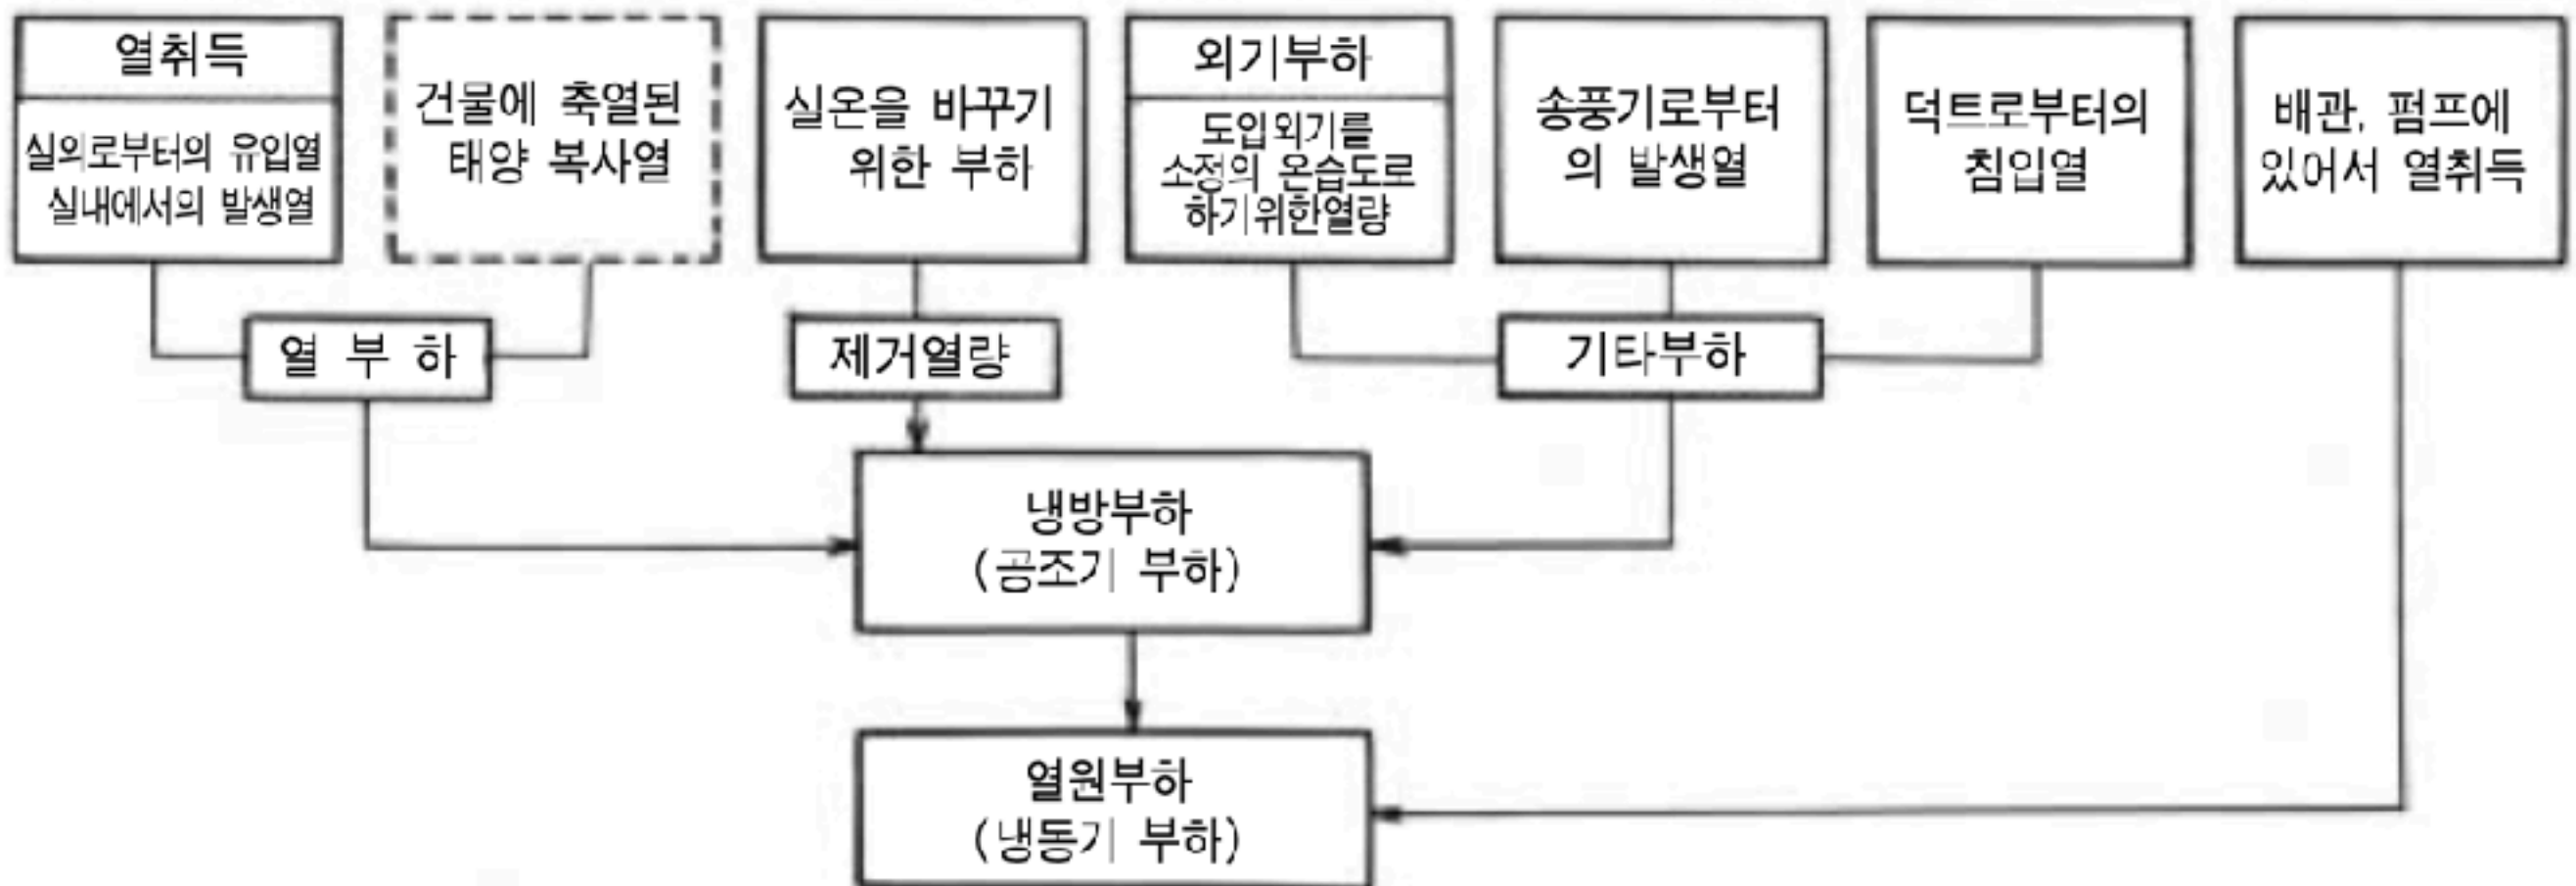 열취득
실의로부터의 유입열
실내에서의 발생열
건물에 축열된
태양 복사열
실온을 바꾸기
위한 부하
외기부하
도입외기를
소정의 온습도로
하기위한열량
송풍기로부터
의 발생열
덕트로부터의
침입열
배관, 펌프에
있어서 열취득
열 부 하
제거열량
기타부하
냉방부하
(공조기 부하)
열원부하
(냉동기 부하)